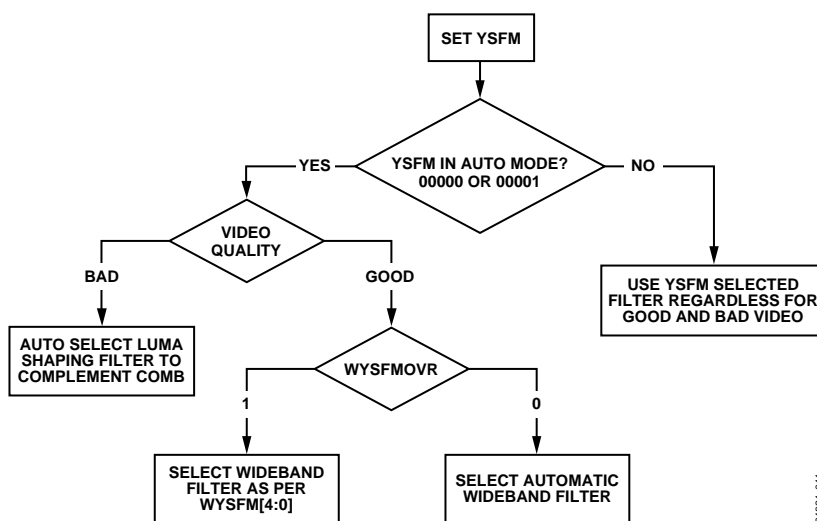 SET YSFM
YSFM IN AUTO MODE?
00000 OR 00001
YES
NO
VIDEO
QUALITY
BAD
GOOD
USE YSFM SELECTED
FILTER REGARDLESS FOR
GOOD AND BAD VIDEO
AUTO SELECT LUMA
SHAPING FILTER TO
COMPLEMENT COMB
WYSFMOVR
1
0
SELECT WIDEBAND
FILTER AS PER
WYSFM[4:0]
SELECT AUTOMATIC
WIDEBAND FILTER